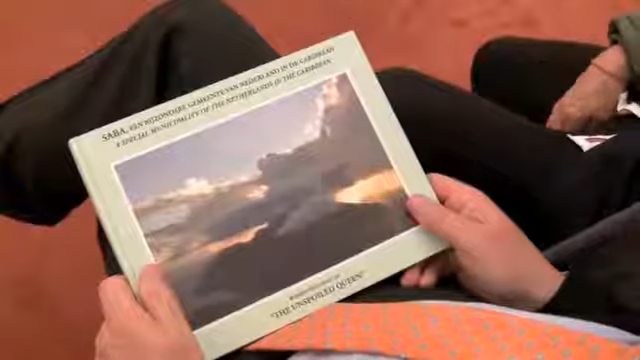 SABA, EEN BIJZONDERE GEMEENTE VAN NEDERLAND IN DE CARIBBEAN
A SPECIAL MUNICIPALITY OF THE NETHERLANDS IN THE CARIBBEAN
"THE UNSPOILED QUEEN"